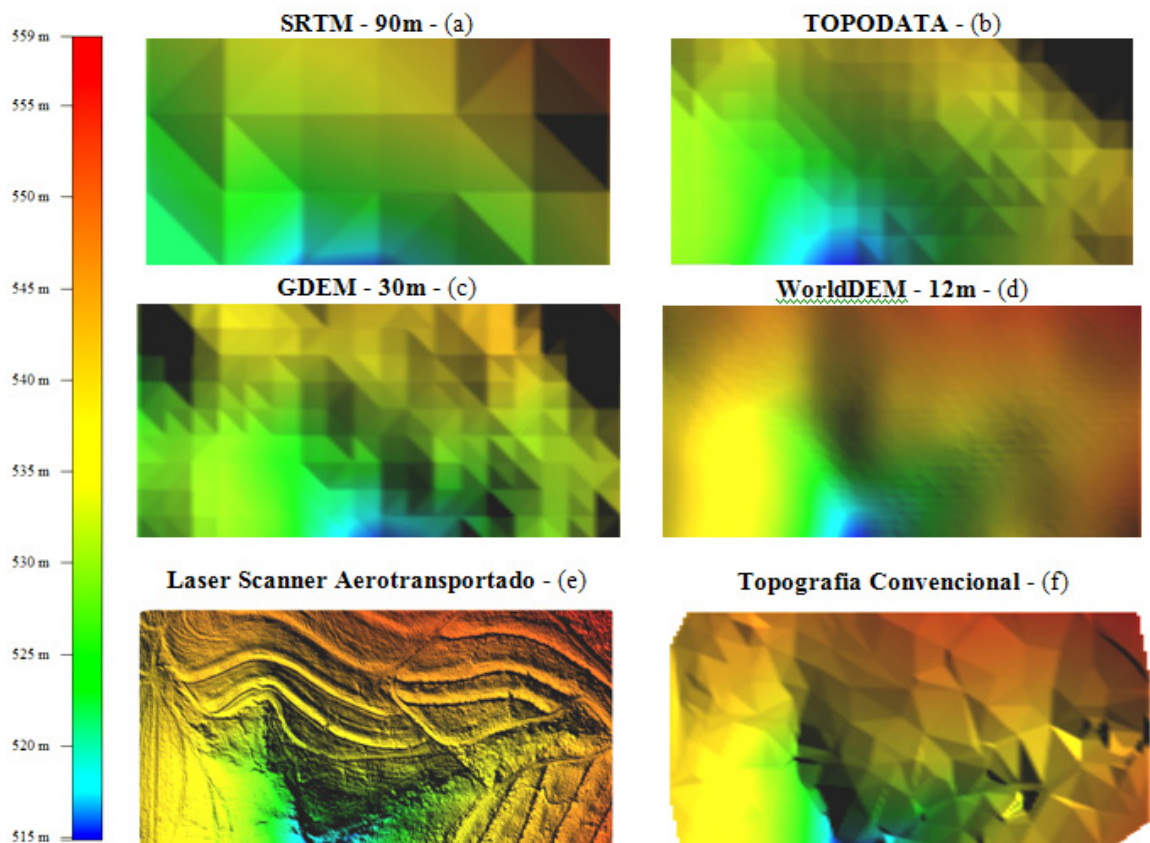 SRTM - 90m - (a)
TOPODATA - (b)
559 m
555 m
550 m
545 m
540 m
535 m
530 m
525 m
520 m
515 m
GDEM - 30m - (c)
WorldDEM - 12m - (d)
Laser Scanner Aerotransportado - (e)
Topografia Convencional - (f)